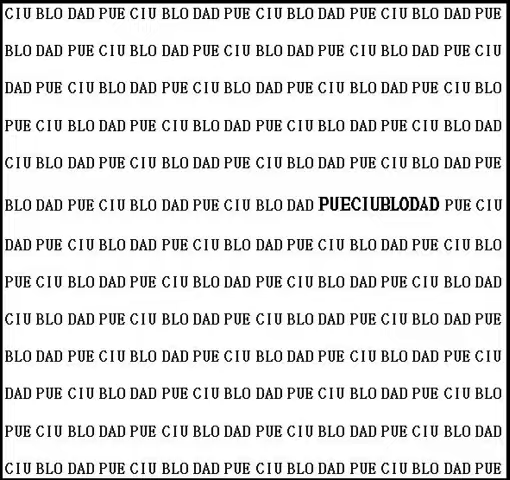 CIU BLO DAD PUE CIU BLO DAD PUE CIU BLO DAD PUE CIU BLO DAD PUE
BLO DAD PUE CIU BLO DAD PUE CIU BLO DAD PUE CIU BLO DAD PUE CIU
DAD PUE CIU BLO DAD PUE CIU BLO DAD PUE CIU BLO DAD PUE CIU BLO
PUE CIU BLO DAD PUE CIU BLO DAD PUE CIU BLO DAD PUE CIU BLO DAD
CIU BLO DAD PUE CIU BLO DAD PUE CIU BLO DAD PUE CIU BLO DAD PUE
BLO DAD PUE CIU BLO DAD PUE CIU BLO DAD PUECIUBLODAD PUE CIU
DAD PUE CIU BLO DAD PUE CIU BLO DAD PUE CIU BLO DAD PUE CIU BLO
PUE CIU BLO DAD PUE CIU BLO DAD PUE CIU BLO DAD PUE CIU BLO DAD
CIU BLO DAD PUE CIU BLO DAD PUE CIU BLO DAD PUE CIU BLO DAD PUE
BLO DAD PUE CIU BLO DAD PUE CIU BLO DAD PUE CIU BLO DAD PUE CIU
DAD PUE CIU BLO DAD PUE CIU BLO DAD PUE CIU BLO DAD PUE CIU BLO
PUE CIU BLO DAD PUE CIU BLO DAD PUE CIU BLO DAD PUE CIU BLO DAD
CIU BLO DAD PUE CIU BLO DAD PUE CIU BLO DAD PUE CIU BLO DAD PUE